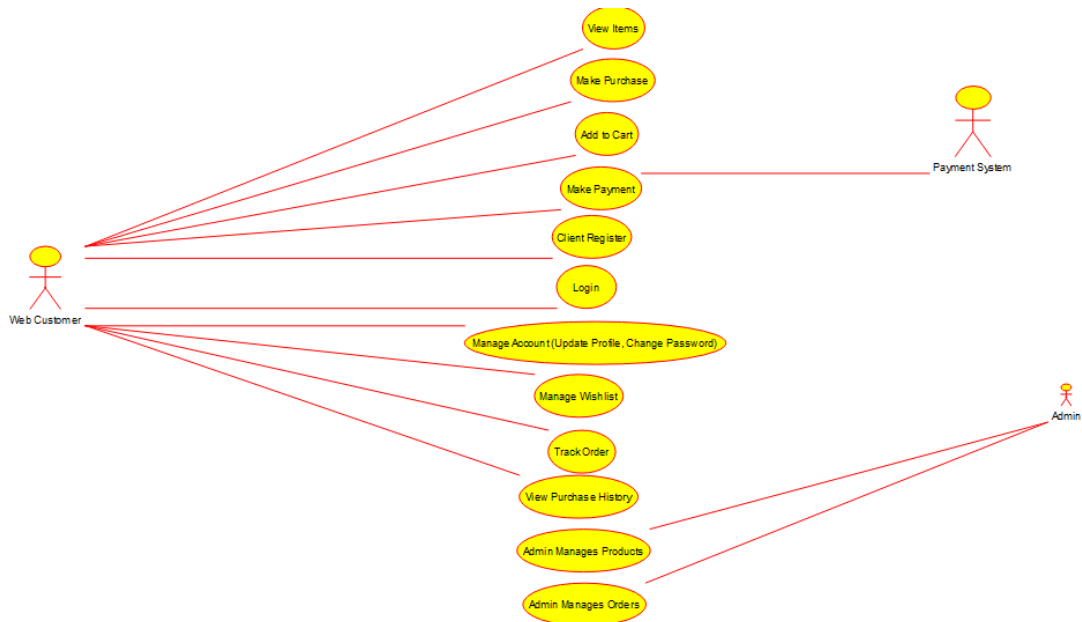 View Items
Make Purchase
Add to Cart
Payment System
Make Payment
Client Register
Login
Web Customer
Manage Account (Update Profile, Change Password)
Manage Wishlist
Admin
Track Order
View Purchase History
Admin Manages Products
Admin Manages Orders